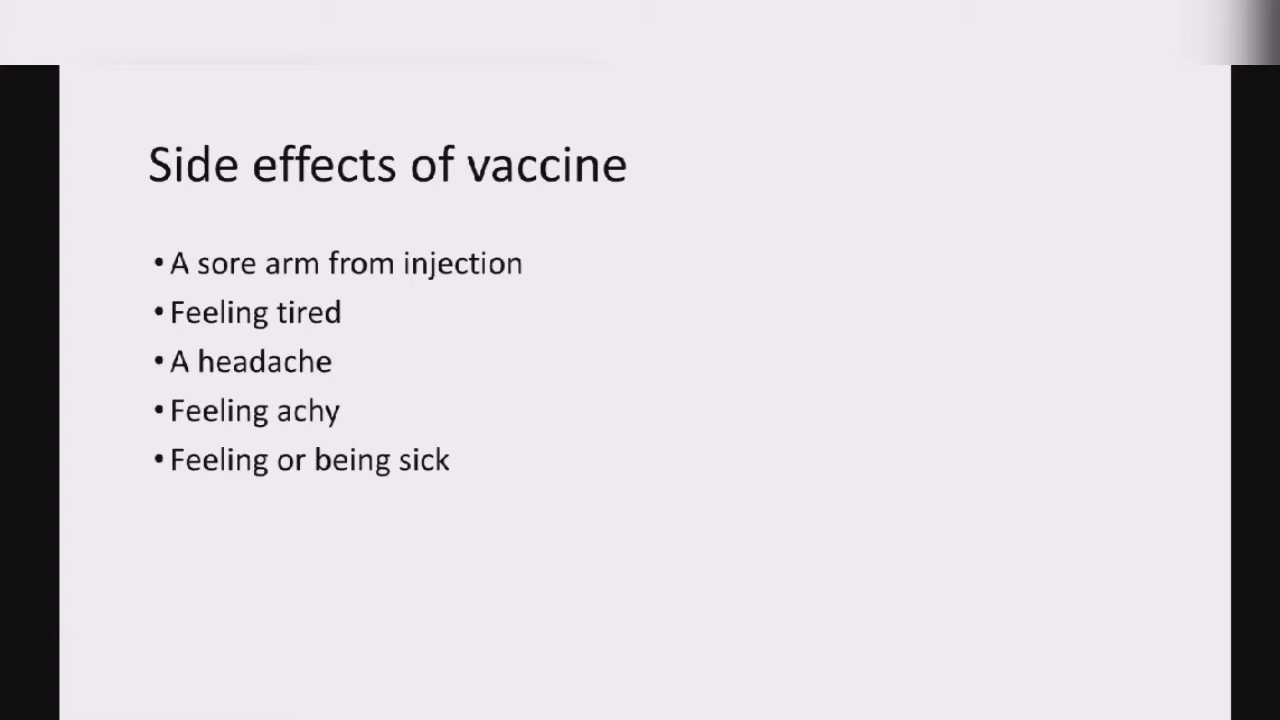 Side effects of vaccine
• A sore arm from injection
• Feeling tired
• A headache
• Feeling achy
• Feeling or being sick